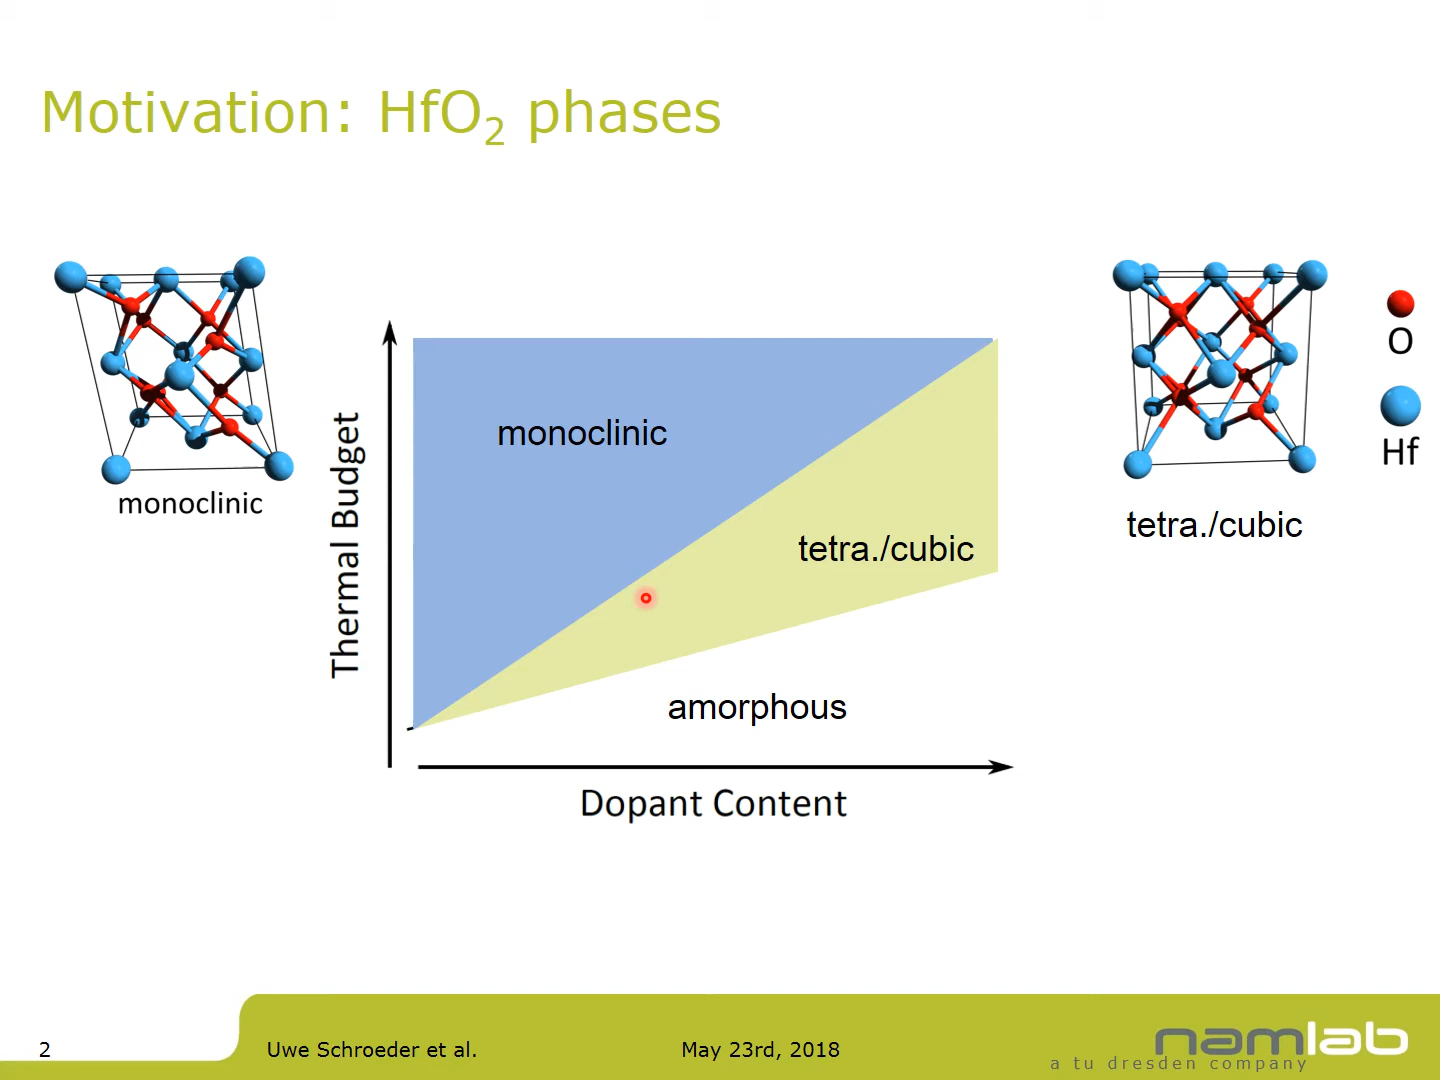 Motivation: HfO₂ phases
monoclinic
Thermal Budget
monoclinic
tetra./cubic
amorphous
Dopant Content
tetra./cubic
O
Hf
2
Uwe Schroeder et al.
May 23rd, 2018
namlab
a tu dresden company